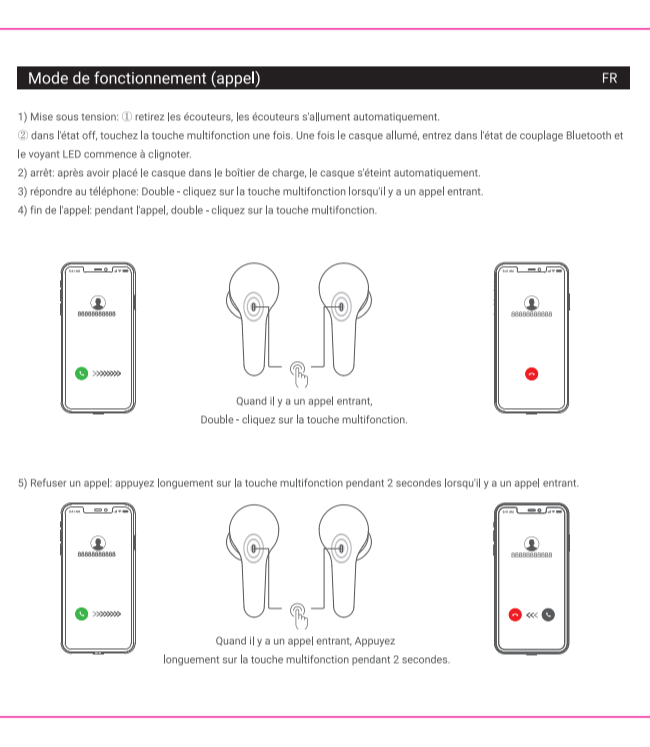 Mode de fonctionnement (appel) FR
1) Mise sous tension: ① retirez les écouteurs, les écouteurs s'allument automatiquement.
② dans l'état off, touchez la touche multifonction une fois. Une fois le casque allumé, entrez dans l'état de couplage Bluetooth et
le voyant LED commence à clignoter.
2) arrêt: après avoir placé le casque dans le boîtier de charge, le casque s'éteint automatiquement.
3) répondre au téléphone: Double - cliquez sur la touche multifonction lorsqu'il y a un appel entrant.
4) fin de l'appel: pendant l'appel, double - cliquez sur la touche multifonction.
88888888888 88888888888
Quand il y a un appel entrant,
Double - cliquez sur la touche multifonction.
5) Refuser un appel: appuyez longuement sur la touche multifonction pendant 2 secondes lorsqu'il y a un appel entrant.
88888888888 88888888888
Quand il y a un appel entrant, Appuyez
longuement sur la touche multifonction pendant 2 secondes.